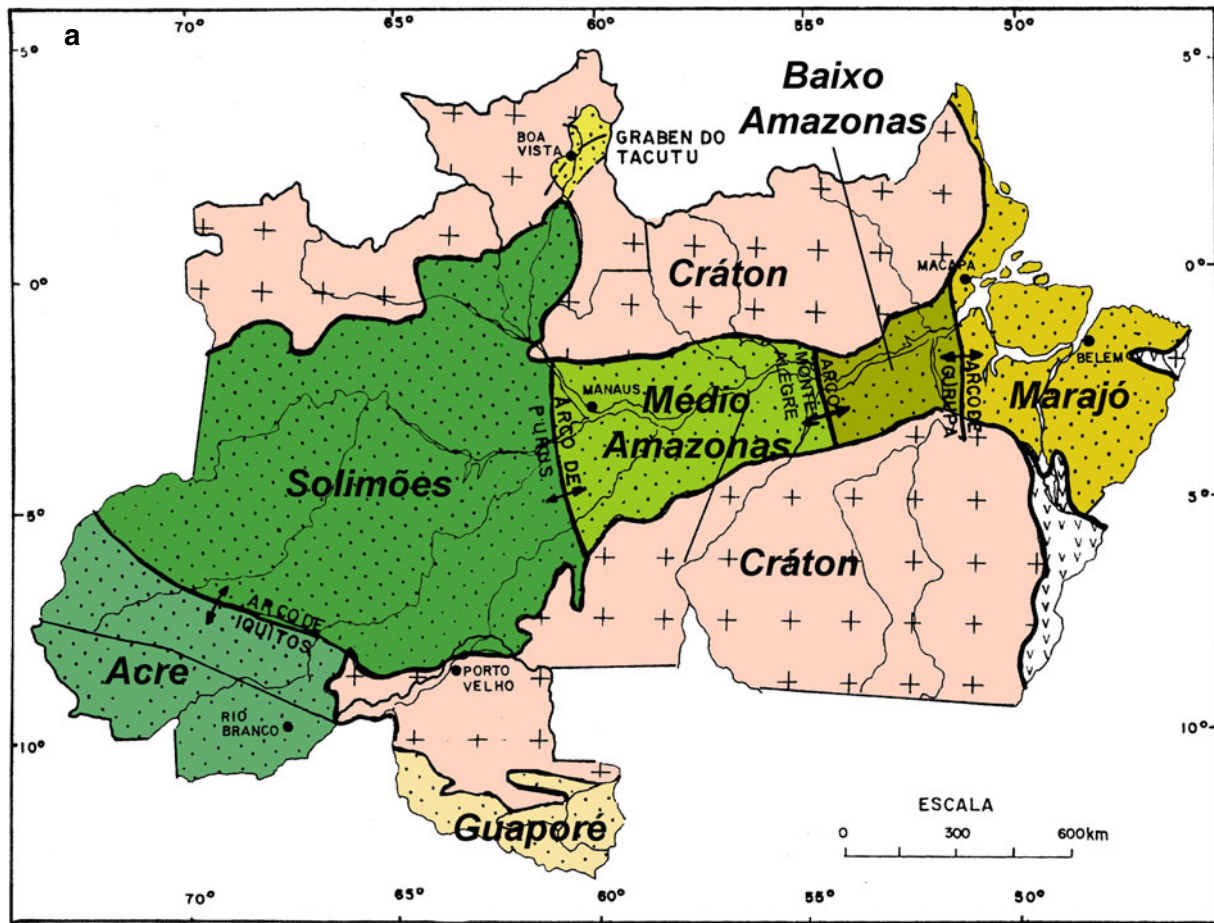 70°
65°
60°
55°
50°
a
5°
5°
Baixo
Amazonas
BOA
VISTA
GRABEN DO
TACUTU
Cráton
MACAPÁ
0°
0°
BELEM
MANAUS
Médio
Amazonas
MONTE
ALEGRE
ARCO
ARCO DE
GURUPA
Marajó
ARCO DE
PURUS
Solimões
5°
5°
Cráton
ARCO DE
IQUITOS
Acre
PORTO
VELHO
RIO
BRANCO
10°
10°
Guaporé
ESCALA
0
300
600km
70°
65°
60°
55°
50°